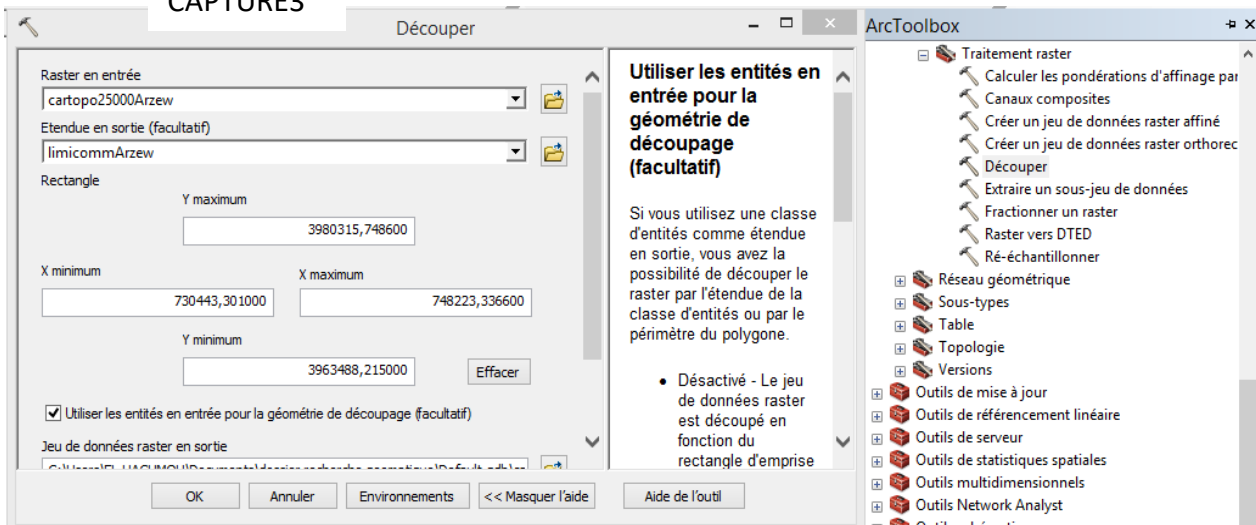 CAPTURE3
Découper
Raster en entrée
cartopo25000Arzew
Etendue en sortie (facultatif)
limicommArzew
Rectangle
Y maximum
3980315,748600
X minimum
X maximum
730443,301000
748223,336600
Y minimum
3963488,215000
Effacer
Utiliser les entités en entrée pour la géométrie de découpage (facultatif)
Jeu de données raster en sortie
OK
Annuler
Environnements
<< Masquer l'aide
Aide de l'outil
Utiliser les entités en
entrée pour la
géométrie de
découpage
(facultatif)
Si vous utilisez une classe
d'entités comme étendue
en sortie, vous avez la
possibilité de découper le
raster par l'étendue de la
classe d'entités ou par le
périmètre du polygone.
• Désactivé - Le jeu
de données raster
est découpé en
fonction du
rectangle d'emprise
ArcToolbox
Traitement raster
Calculer les pondérations d'affinage par
Canaux composites
Créer un jeu de données raster affiné
Créer un jeu de données raster orthorec
Découper
Extraire un sous-jeu de données
Fractionner un raster
Raster vers DTED
Ré-échantillonner
Réseau géométrique
Sous-types
Table
Topologie
Versions
Outils de mise à jour
Outils de référencement linéaire
Outils de serveur
Outils de statistiques spatiales
Outils multidimensionnels
Outils Network Analyst